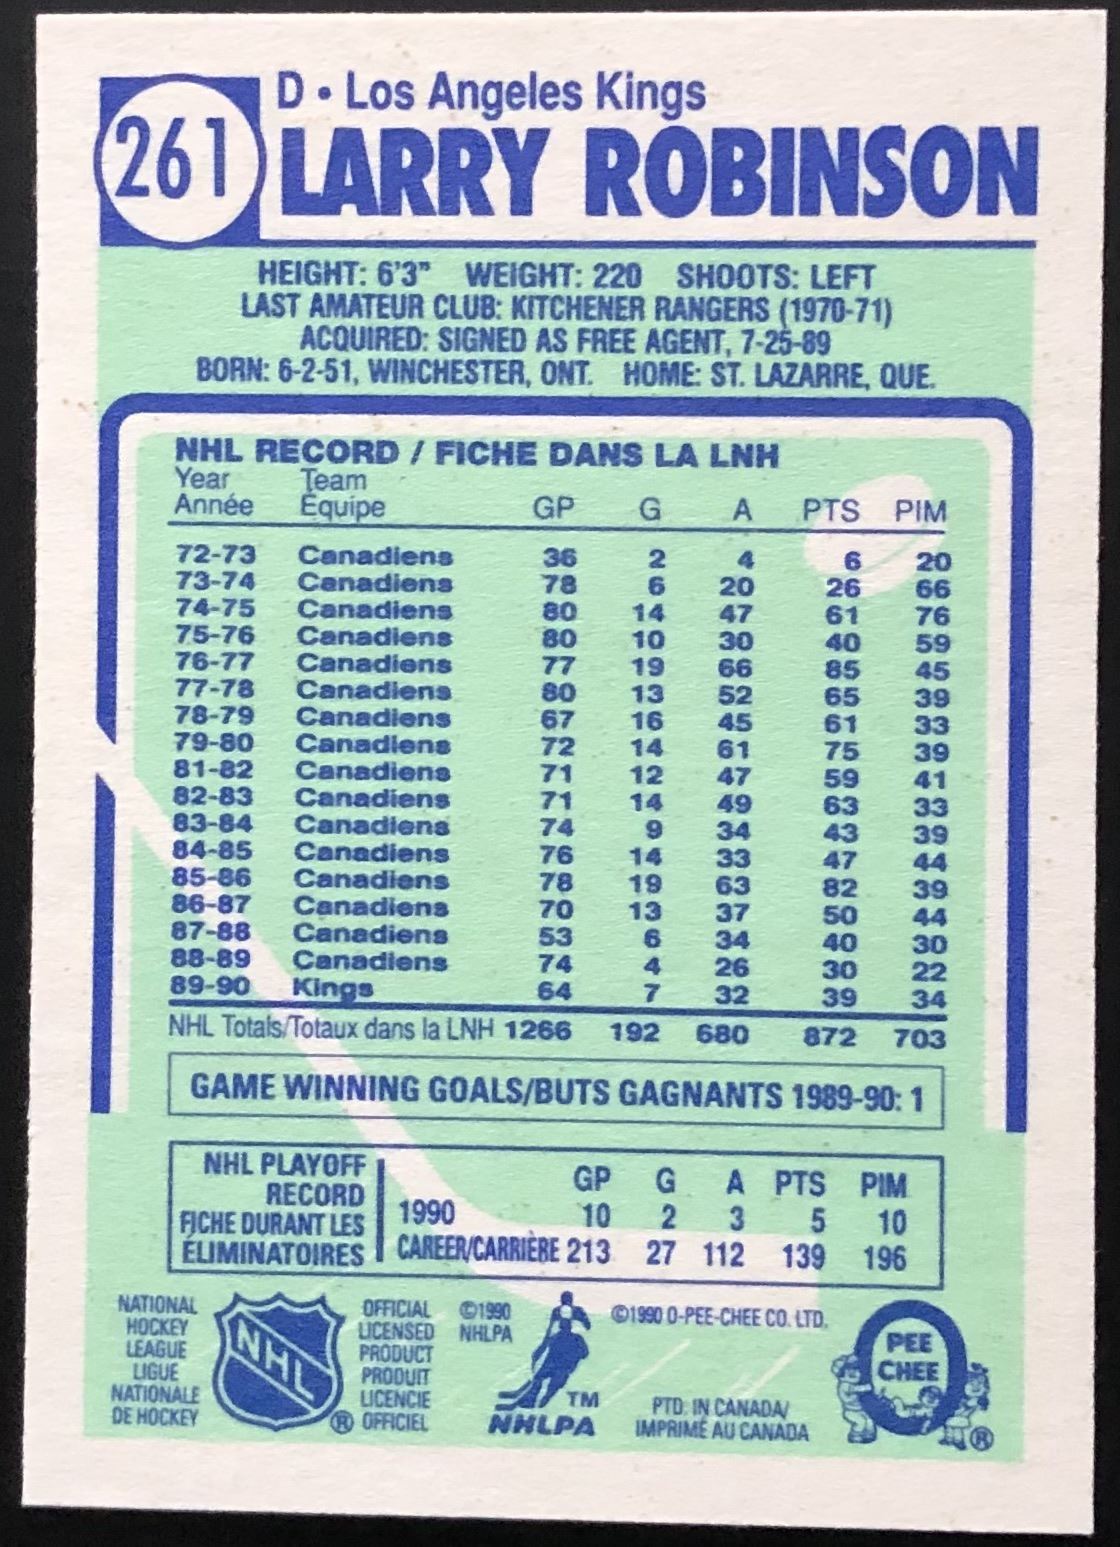 261
D • Los Angeles Kings
LARRY ROBINSON
HEIGHT: 6'3" WEIGHT: 220 SHOOTS: LEFT
LAST AMATEUR CLUB: KITCHENER RANGERS (1970-71)
ACQUIRED: SIGNED AS FREE AGENT, 7-25-89
BORN: 6-2-51, WINCHESTER, ONT. HOME: ST. LAZARRE, QUE.
NHL RECORD / FICHE DANS LA LNH
Year Team
Année Équipe GP G A PTS PIM
72-73 Canadiens 36 2 4 6 20
73-74 Canadiens 78 6 20 26 66
74-75 Canadiens 80 14 47 61 76
75-76 Canadiens 80 10 30 40 59
76-77 Canadiens 77 19 66 85 45
77-78 Canadiens 80 13 52 65 39
78-79 Canadiens 67 16 45 61 33
79-80 Canadiens 72 14 61 75 39
81-82 Canadiens 71 12 47 59 41
82-83 Canadiens 71 14 49 63 33
83-84 Canadiens 74 9 34 43 39
84-85 Canadiens 76 14 33 47 44
85-86 Canadiens 78 19 63 82 39
86-87 Canadiens 70 13 37 50 44
87-88 Canadiens 53 6 34 40 30
88-89 Canadiens 74 4 26 30 22
89-90 Kings 64 7 32 39 34
NHL Totals/Totaux dans la LNH 1266 192 680 872 703
GAME WINNING GOALS/BUTS GAGNANTS 1989-90: 1
NHL PLAYOFF
RECORD
FICHE DURANT LES
ÉLIMINATOIRES
GP G A PTS PIM
1990 10 2 3 5 10
CAREER/CARRIÈRE 213 27 112 139 196
NATIONAL
HOCKEY
LEAGUE
LIGUE
NATIONALE
DE HOCKEY
NHL
®
OFFICIAL
LICENSED
PRODUCT
PRODUIT
LICENCIE
OFFICIEL
©1990
NHLPA
TM
NHLPA
©1990 O-PEE-CHEE CO. LTD.
PTD. IN CANADA/
IMPRIMÉ AU CANADA
O
PEE
CHEE
®